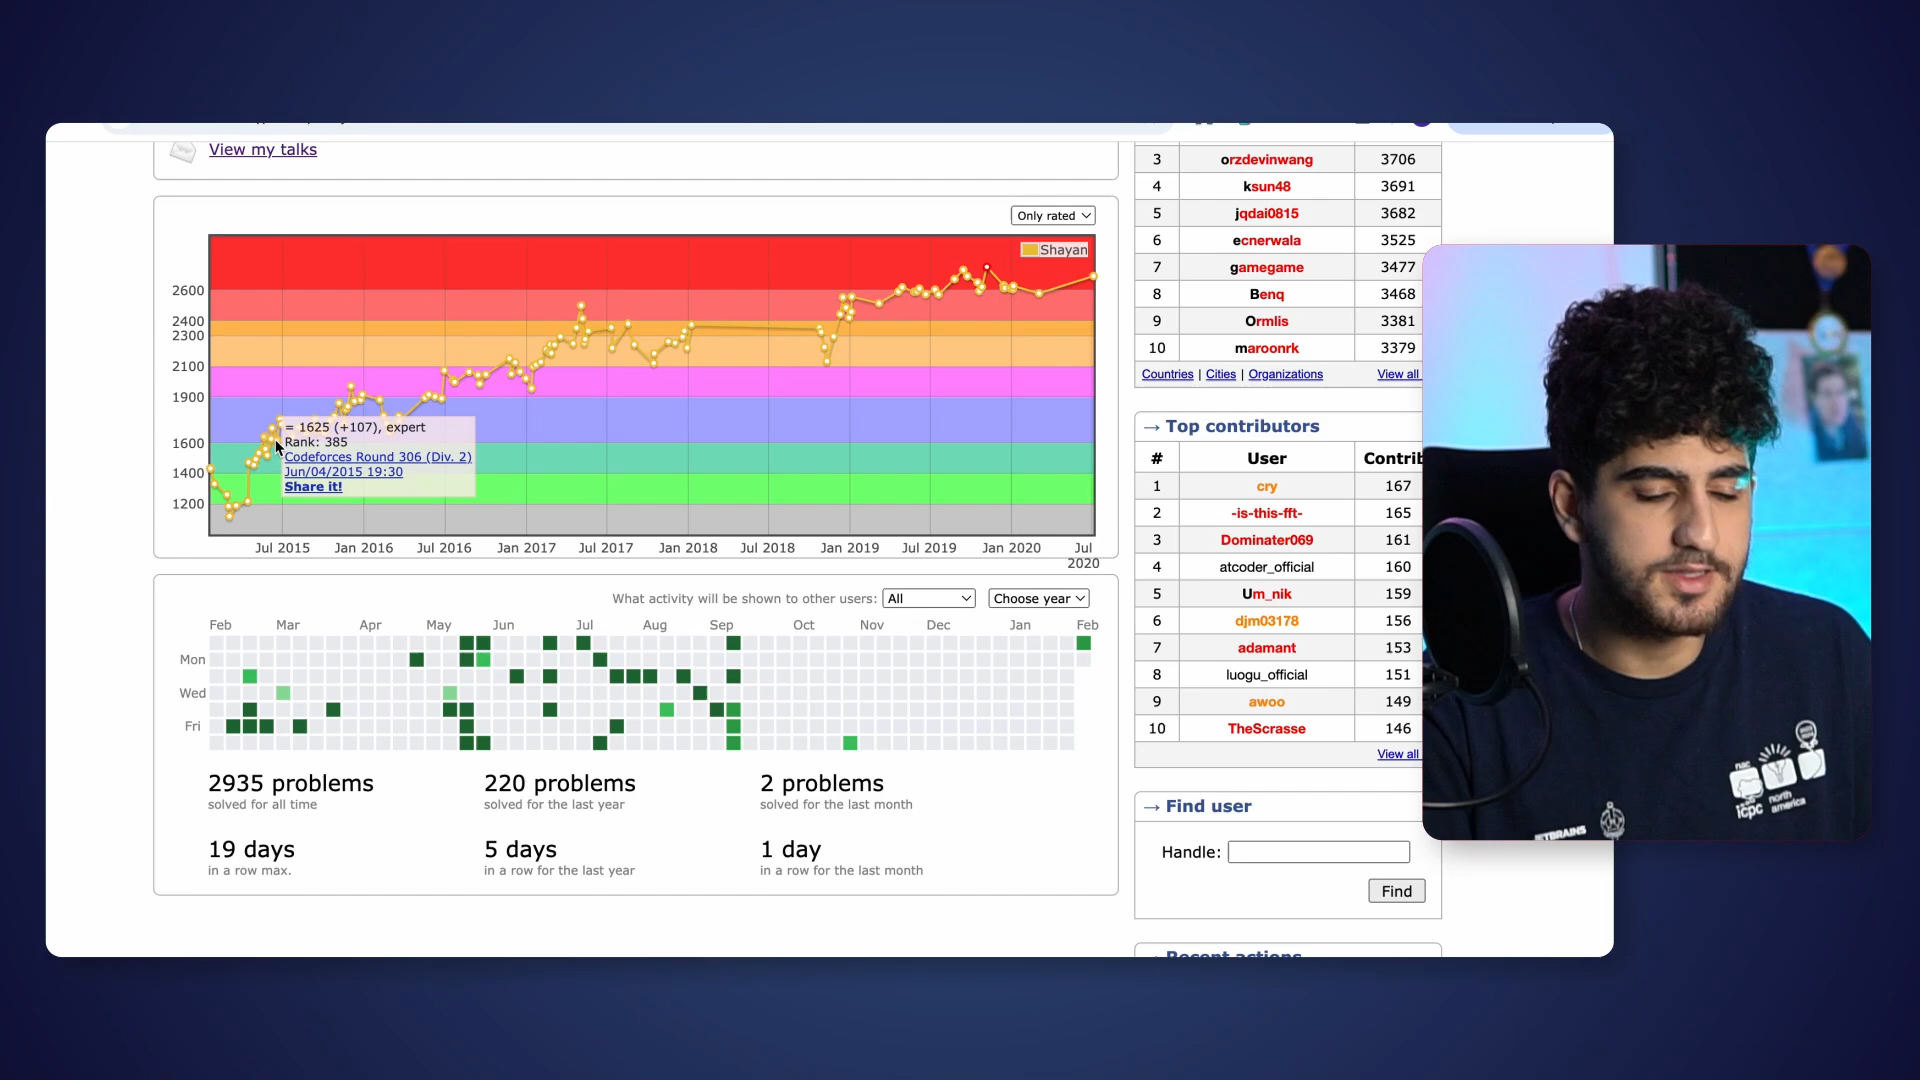 View my talks
Only rated
Shayan
2600
2400
2300
2100
1900
1600
1400
1200
= 1625 (+107), expert
Rank: 385
Codeforces Round 306 (Div. 2)
Jun/04/2015 19:30
Share it!
Jul 2015 Jan 2016 Jul 2016 Jan 2017 Jul 2017 Jan 2018 Jul 2018 Jan 2019 Jul 2019 Jan 2020 Jul 2020
What activity will be shown to other users: All Choose year
Feb Mar Apr May Jun Jul Aug Sep Oct Nov Dec Jan Feb
Mon
Wed
Fri
2935 problems 220 problems 2 problems
solved for all time solved for the last year solved for the last month
19 days 5 days 1 day
in a row max. in a row for the last year in a row for the last month
3 orzdevinwang 3706
4 ksun48 3691
5 jqdai0815 3682
6 ecnerwala 3525
7 gamegame 3477
8 Benq 3468
9 Ormlis 3381
10 maroonrk 3379
Countries | Cities | Organizations View all
→ Top contributors
# User Contrib
1 cry 167
2 -is-this-fft- 165
3 Dominater069 161
4 atcoder_official 160
5 Um_nik 159
6 djm03178 156
7 adamant 153
8 luogu_official 151
9 awoo 149
10 TheScrasse 146
View all
→ Find user
Handle:
Find
→ Recent actions
nac
icpc north america